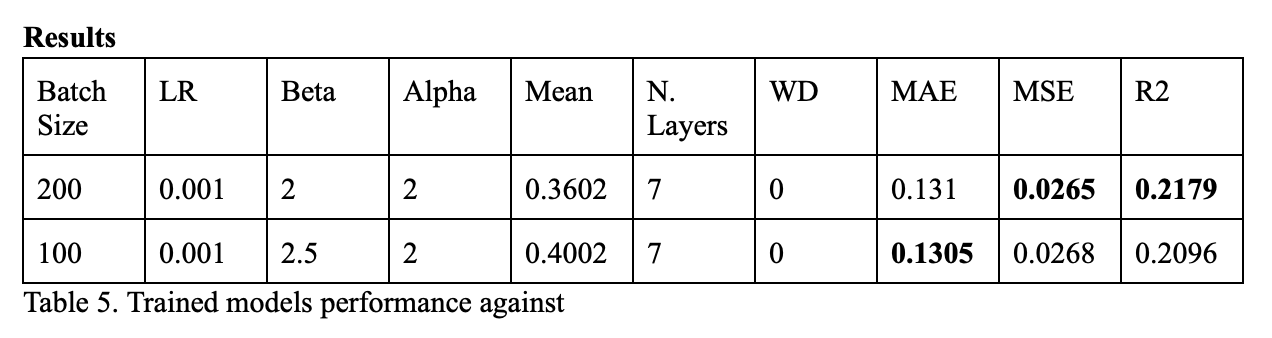 Results
Batch Size LR Beta Alpha Mean N. Layers WD MAE MSE R2
200 0.001 2 2 0.3602 7 0 0.131 0.0265 0.2179
100 0.001 2.5 2 0.4002 7 0 0.1305 0.0268 0.2096
Table 5. Trained models performance against